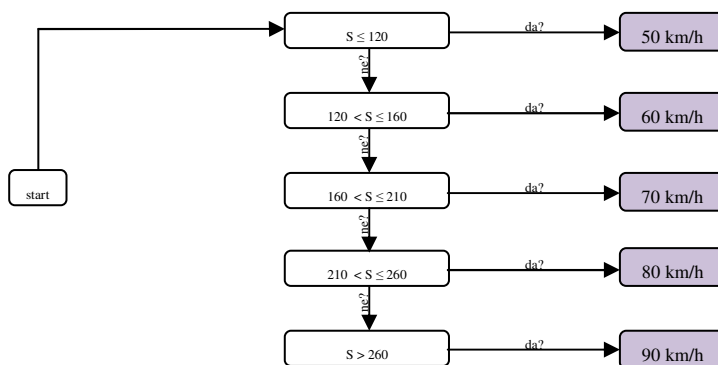 S ≤ 120
da?
50 km/h
ne?
120 < S ≤ 160
da?
60 km/h
ne?
start
160 < S ≤ 210
da?
70 km/h
ne?
210 < S ≤ 260
da?
80 km/h
ne?
S > 260
da?
90 km/h